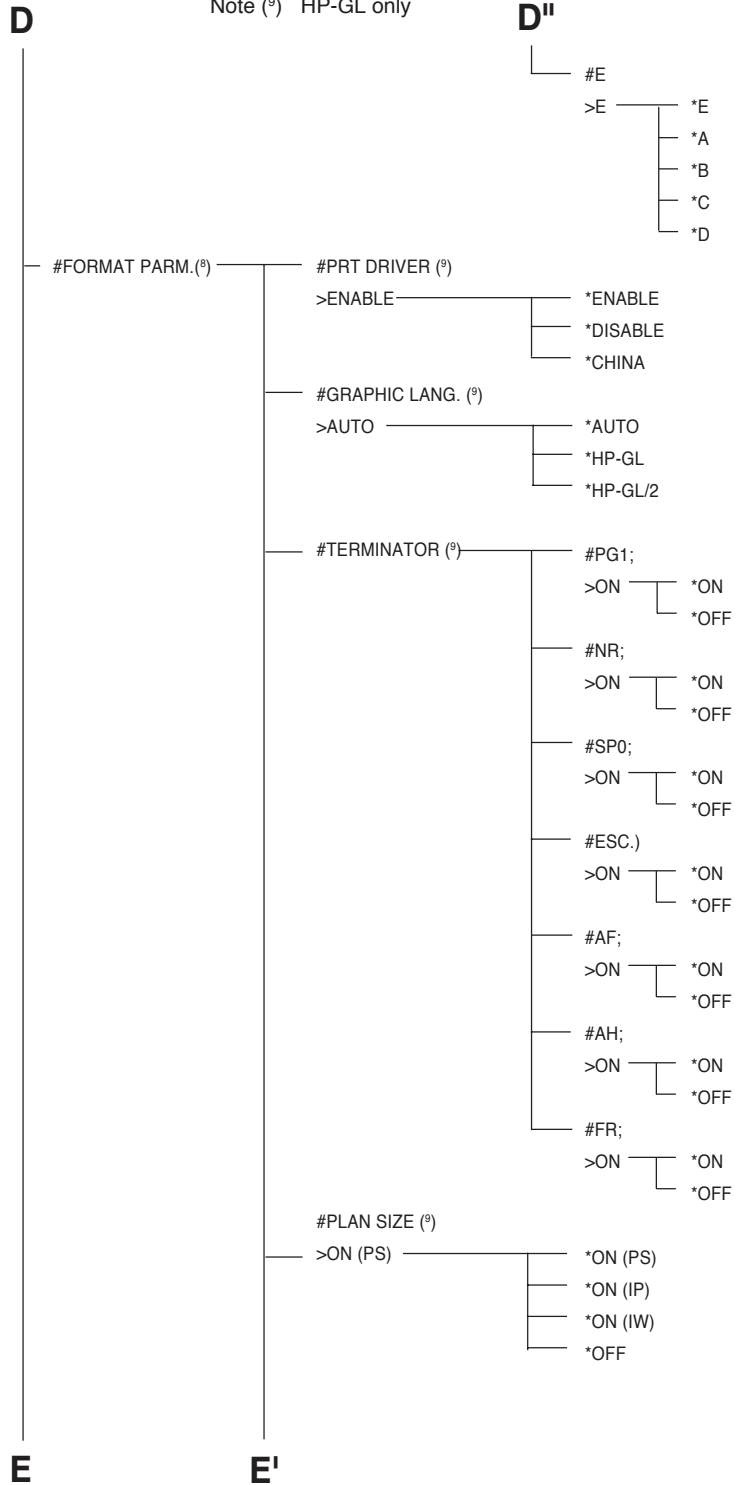 Note (⁹) HP-GL only
D
D"
#E
>E
*E
*A
*B
*C
*D
#FORMAT PARM.(⁸)
#PRT DRIVER (⁹)
>ENABLE
*ENABLE
*DISABLE
*CHINA
#GRAPHIC LANG. (⁹)
>AUTO
*AUTO
*HP-GL
*HP-GL/2
#TERMINATOR (⁹)
#PG1;
>ON
*ON
*OFF
#NR;
>ON
*ON
*OFF
#SP0;
>ON
*ON
*OFF
#ESC.)
>ON
*ON
*OFF
#AF;
>ON
*ON
*OFF
#AH;
>ON
*ON
*OFF
#FR;
>ON
*ON
*OFF
#PLAN SIZE (⁹)
>ON (PS)
*ON (PS)
*ON (IP)
*ON (IW)
*OFF
E
E'